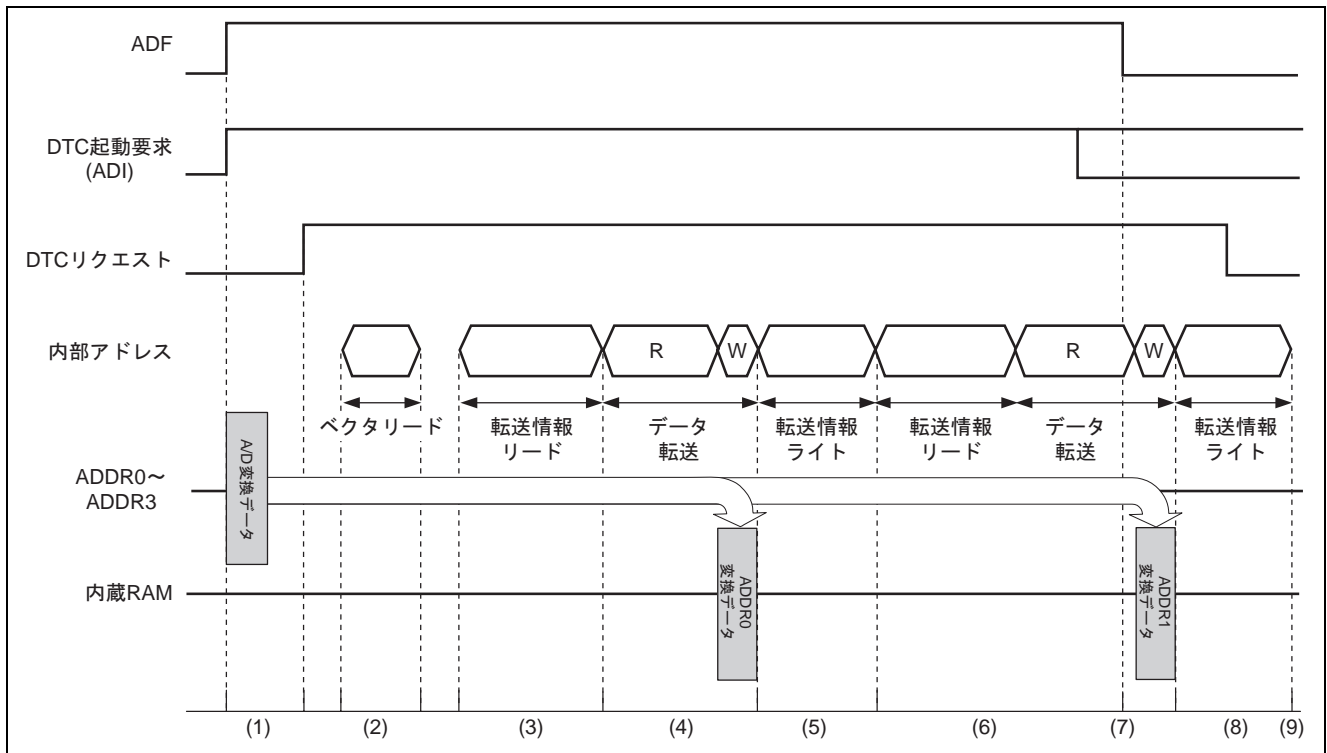 ADF
DTC起動要求
(ADI)
DTCリクエスト
内部アドレス
R
W
R
W
ベクタリード
転送情報
リード
データ
転送
転送情報
ライト
転送情報
リード
データ
転送
転送情報
ライト
ADDR0～
ADDR3
A/D変換データ
内蔵RAM
ADDR0
変換データ
ADDR1
変換データ
(1)
(2)
(3)
(4)
(5)
(6)
(7)
(8)
(9)